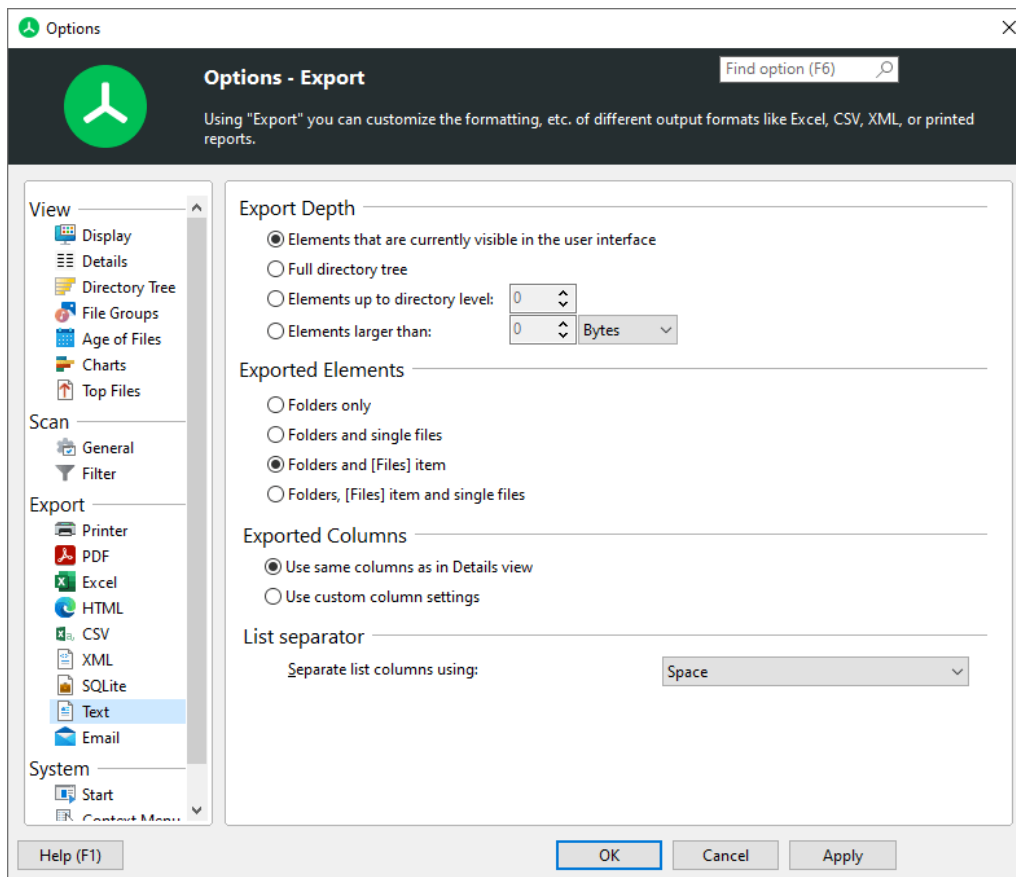 Options
Options - Export
Find option (F6)
Using "Export" you can customize the formatting, etc. of different output formats like Excel, CSV, XML, or printed
reports.
View
Display
Details
Directory Tree
File Groups
Age of Files
Charts
Top Files
Scan
General
Filter
Export
Printer
PDF
Excel
HTML
CSV
XML
SQLite
Text
Email
System
Start
Context Menu
Export Depth
Elements that are currently visible in the user interface
Full directory tree
Elements up to directory level: 0
Elements larger than: 0 Bytes
Exported Elements
Folders only
Folders and single files
Folders and [Files] item
Folders, [Files] item and single files
Exported Columns
Use same columns as in Details view
Use custom column settings
List separator
Separate list columns using: Space
Help (F1)
OK
Cancel
Apply